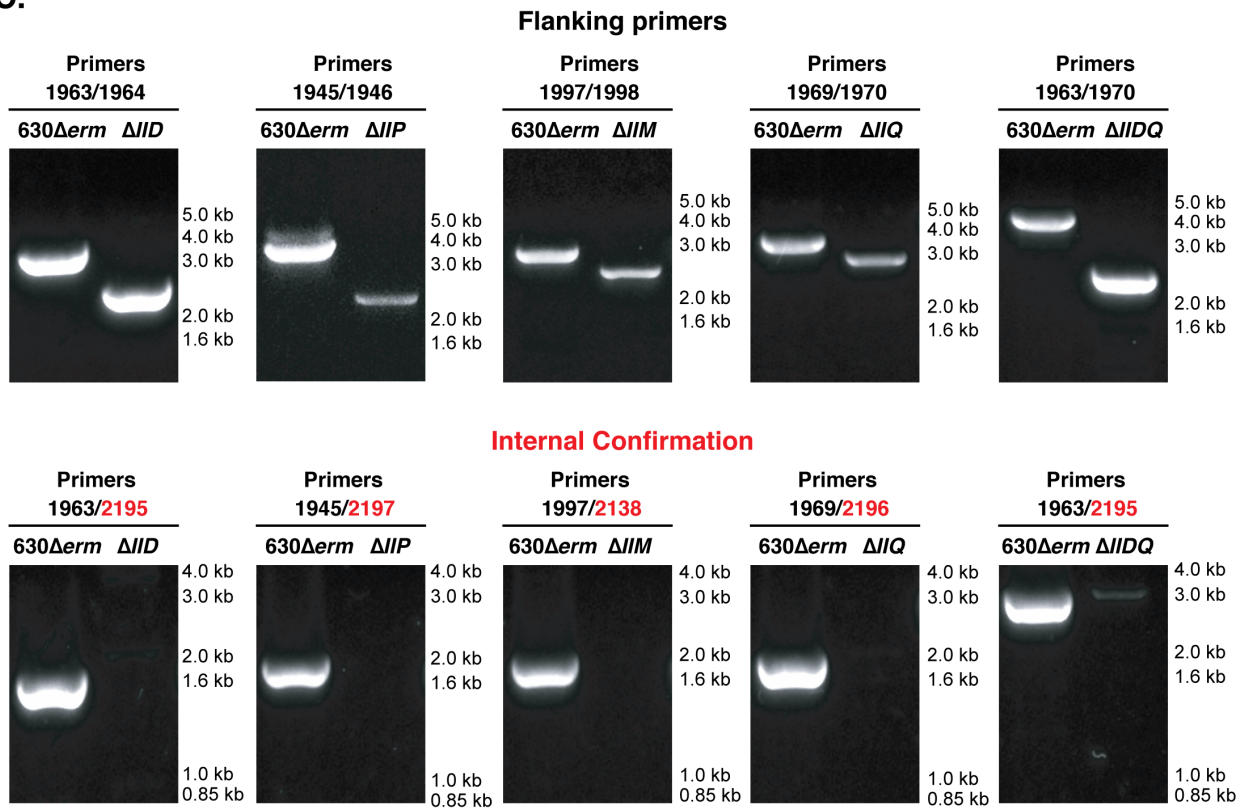 Flanking primers
Primers Primers Primers Primers Primers
1963/1964 1945/1946 1997/1998 1969/1970 1963/1970
630Δerm ΔIID 630Δerm ΔIIP 630Δerm ΔIIM 630Δerm ΔIIQ 630Δerm ΔIIDQ
5.0 kb 5.0 kb 5.0 kb 5.0 kb 5.0 kb
4.0 kb 4.0 kb 4.0 kb 4.0 kb 4.0 kb
3.0 kb 3.0 kb 3.0 kb 3.0 kb 3.0 kb
2.0 kb 2.0 kb 2.0 kb 2.0 kb 2.0 kb
1.6 kb 1.6 kb 1.6 kb 1.6 kb 1.6 kb
Internal Confirmation
Primers Primers Primers Primers Primers
1963/2195 1945/2197 1997/2138 1969/2196 1963/2195
630Δerm ΔIID 630Δerm ΔIIP 630Δerm ΔIIM 630Δerm ΔIIQ 630Δerm ΔIIDQ
4.0 kb 4.0 kb 4.0 kb 4.0 kb 4.0 kb
3.0 kb 3.0 kb 3.0 kb 3.0 kb 3.0 kb
2.0 kb 2.0 kb 2.0 kb 2.0 kb 2.0 kb
1.6 kb 1.6 kb 1.6 kb 1.6 kb 1.6 kb
1.0 kb 1.0 kb 1.0 kb 1.0 kb 1.0 kb
0.85 kb 0.85 kb 0.85 kb 0.85 kb 0.85 kb